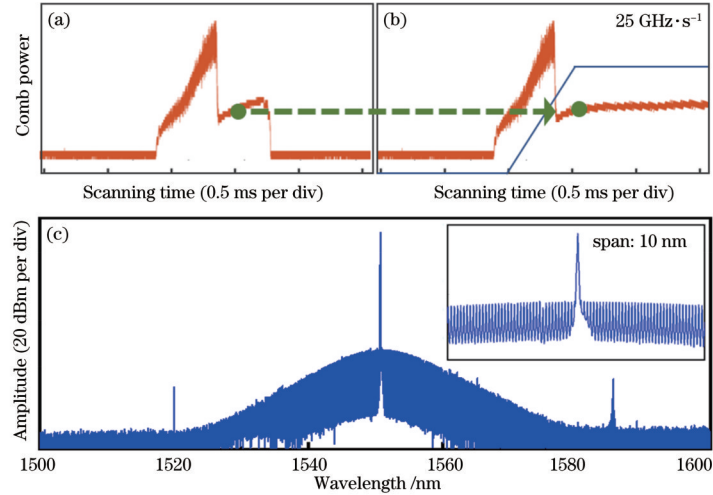 (a)
(b)
25 GHz·s⁻¹
Comb power
Scanning time (0.5 ms per div)
Scanning time (0.5 ms per div)
(c)
span: 10 nm
Amplitude (20 dBm per div)
1500
1520
1540
1560
1580
1600
Wavelength /nm